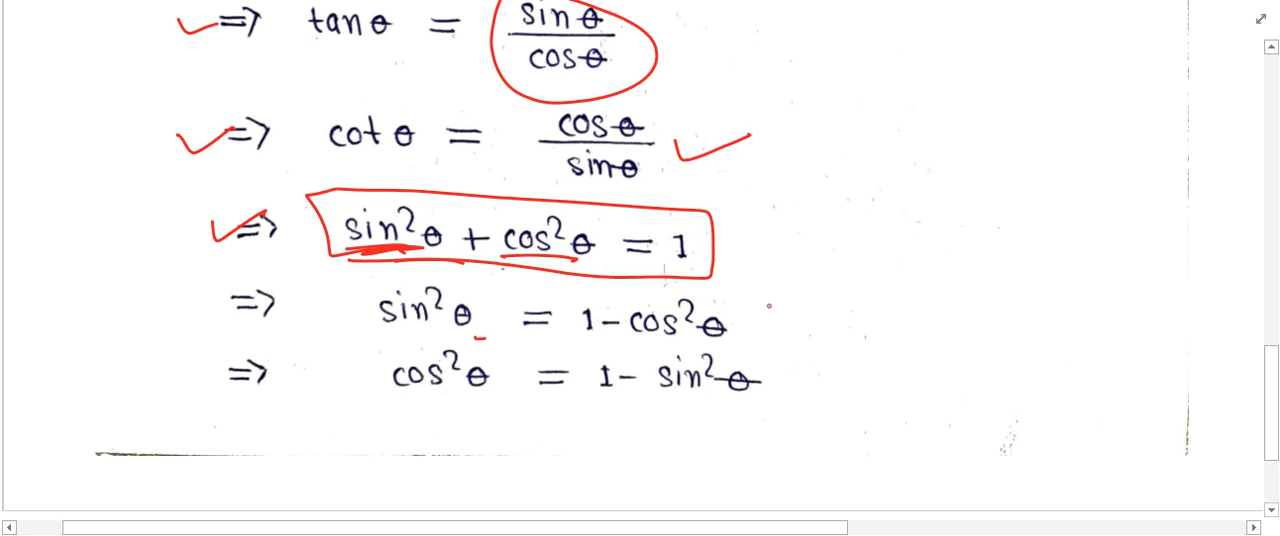 => tanθ = sinθ/cosθ
=> cotθ = cosθ/sinθ
=> sin²θ + cos²θ = 1
=> sin²θ = 1-cos²θ
=> cos²θ = 1- sin²θ